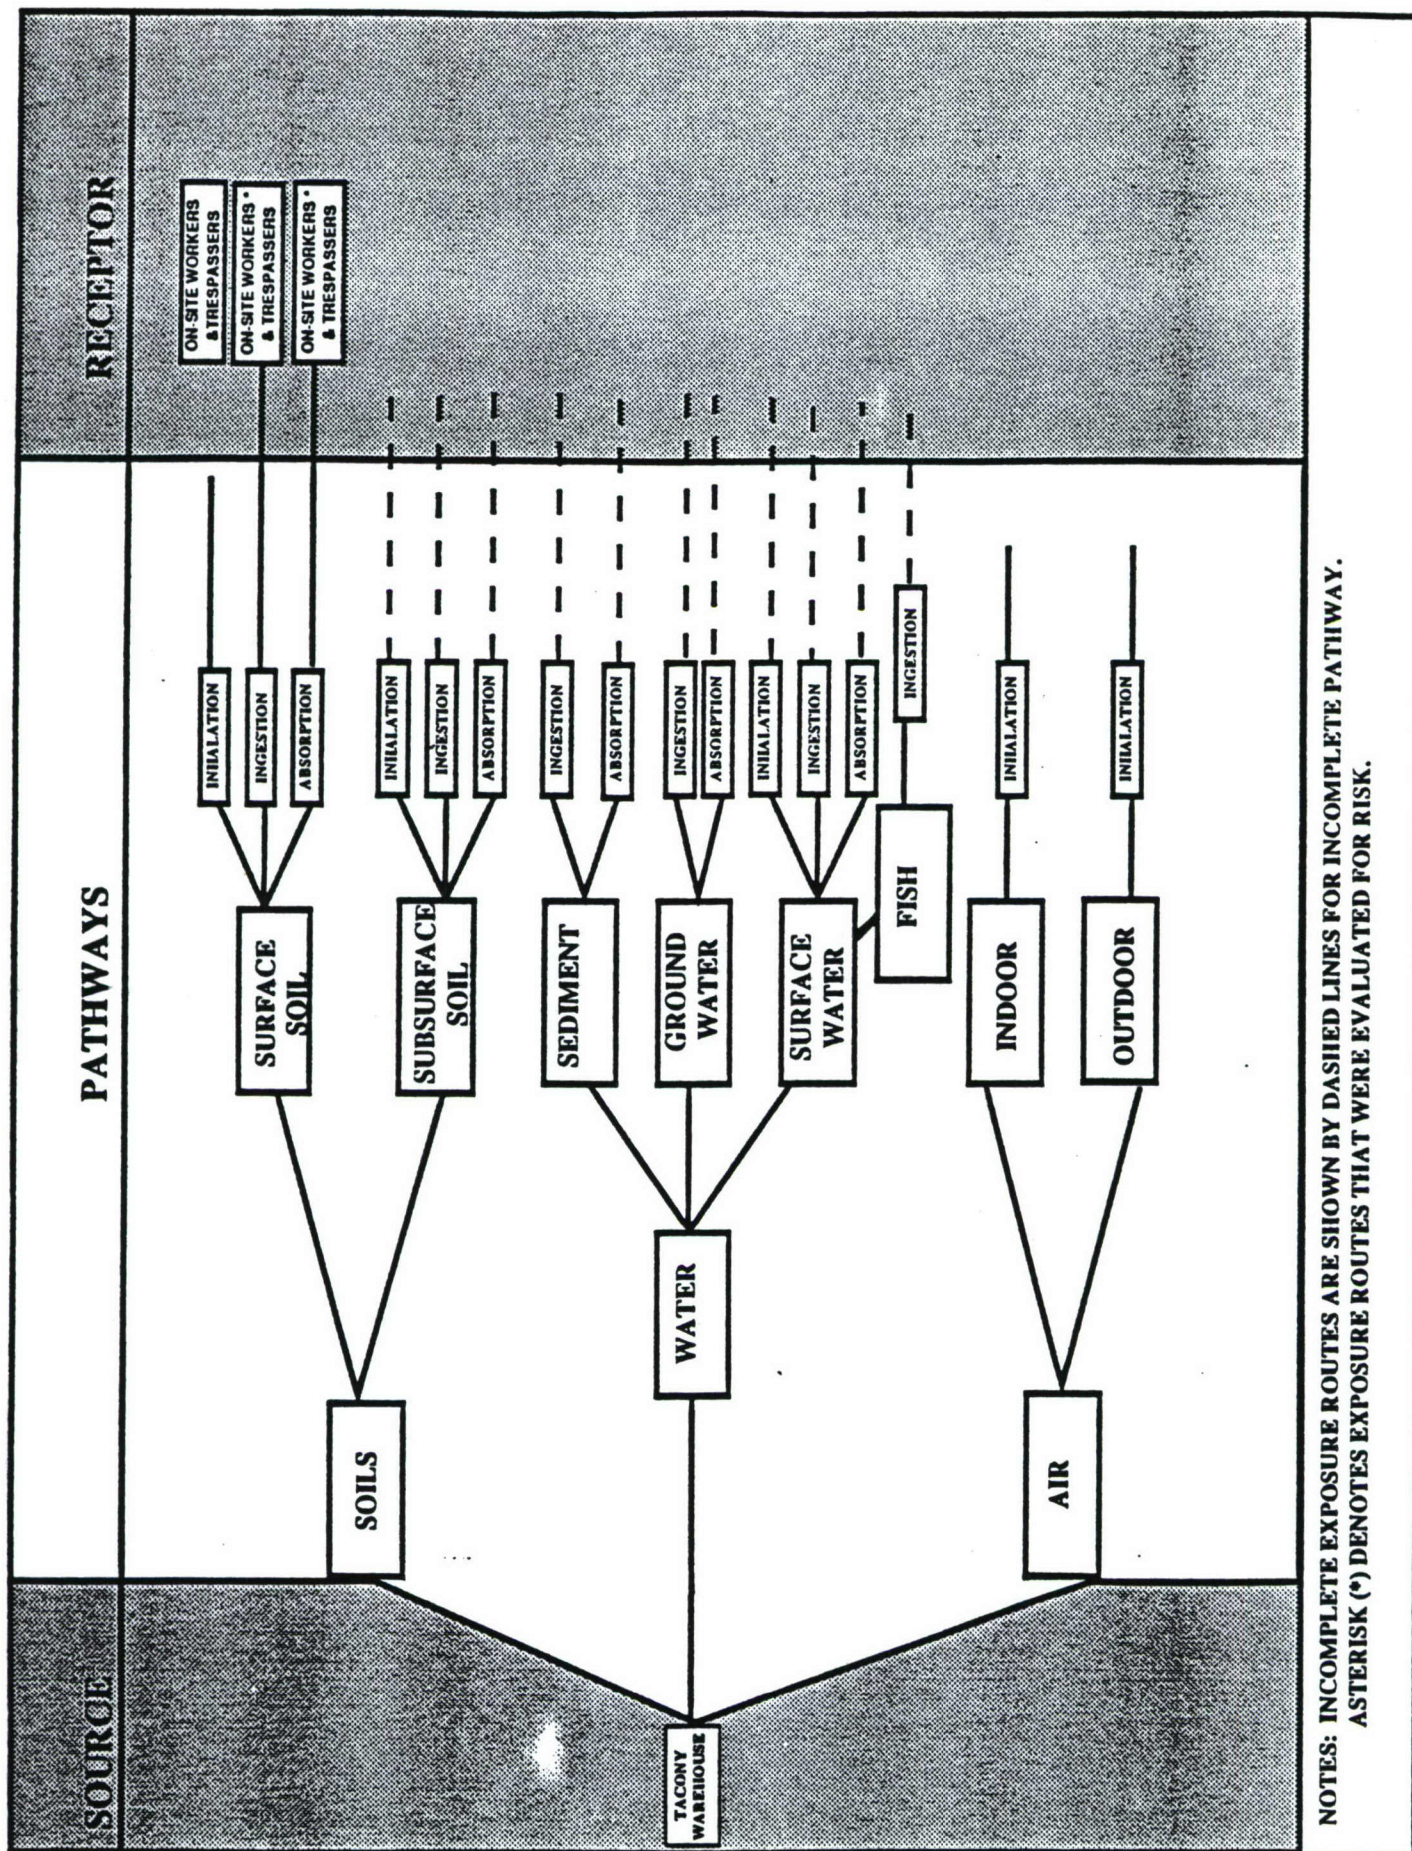 SOURCE
PATHWAYS
RECEPTOR
TACONY
WAREHOUSE
SOILS
SURFACE
SOIL
INHALATION
INGESTION
ABSORPTION
ON-SITE WORKERS
&TRESPASSERS
ON-SITE WORKERS *
& TRESPASSERS
ON-SITE WORKERS *
& TRESPASSERS
SUBSURFACE
SOIL
INHALATION
INGESTION
ABSORPTION
WATER
SEDIMENT
INGESTION
ABSORPTION
GROUND
WATER
INGESTION
ABSORPTION
SURFACE
WATER
INHALATION
INGESTION
ABSORPTION
FISH
INGESTION
AIR
INDOOR
INHALATION
OUTDOOR
INHALATION
NOTES: INCOMPLETE EXPOSURE ROUTES ARE SHOWN BY DASHED LINES FOR INCOMPLETE PATHWAY.
ASTERISK (*) DENOTES EXPOSURE ROUTES THAT WERE EVALUATED FOR RISK.